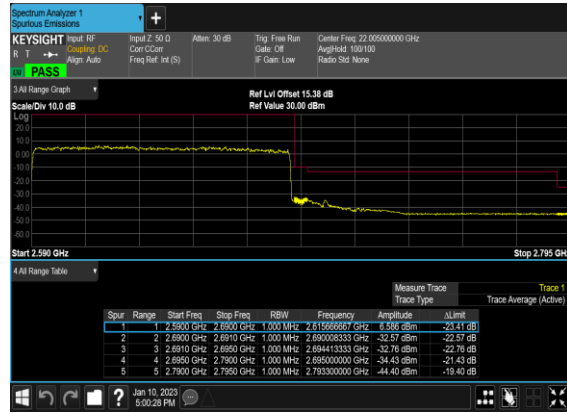 Spectrum Analyzer 1
Spurious Emissions
+
KEYSIGHT Input: RF Input Z: 50 Ω Atten: 30 dB Trig: Free Run Center Freq: 22.005000000 GHz
R T Coupling: DC Corr CCorr Gate: Off Avg|Hold: 100/100
Align: Auto Freq Ref: Int (S) IF Gain: Low Radio Std: None
PASS
3 All Range Graph
Ref Lvl Offset 15.38 dB
Scale/Div 10.0 dB Ref Value 30.00 dBm
Log
20.0
10.0
0.00
-10.0
-20.0
-30.0
-40.0
-50.0
-60.0
Start 2.590 GHz Stop 2.795 GH
4 All Range Table
Measure Trace Trace 1
Trace Type Trace Average (Active)
Spur Range Start Freq Stop Freq RBW Frequency Amplitude ΔLimit
1 1 2.5900 GHz 2.6900 GHz 1.000 MHz 2.615666667 GHz 6.586 dBm -23.41 dB
2 2 2.6900 GHz 2.6910 GHz 1.000 MHz 2.690008333 GHz -32.57 dBm -22.57 dB
3 3 2.6910 GHz 2.6950 GHz 1.000 MHz 2.694413333 GHz -32.76 dBm -22.76 dB
4 4 2.6950 GHz 2.7900 GHz 1.000 MHz 2.695000000 GHz -34.43 dBm -21.43 dB
5 5 2.7900 GHz 2.7950 GHz 1.000 MHz 2.793300000 GHz -44.40 dBm -19.40 dB
?
Jan 10, 2023
5:00:28 PM